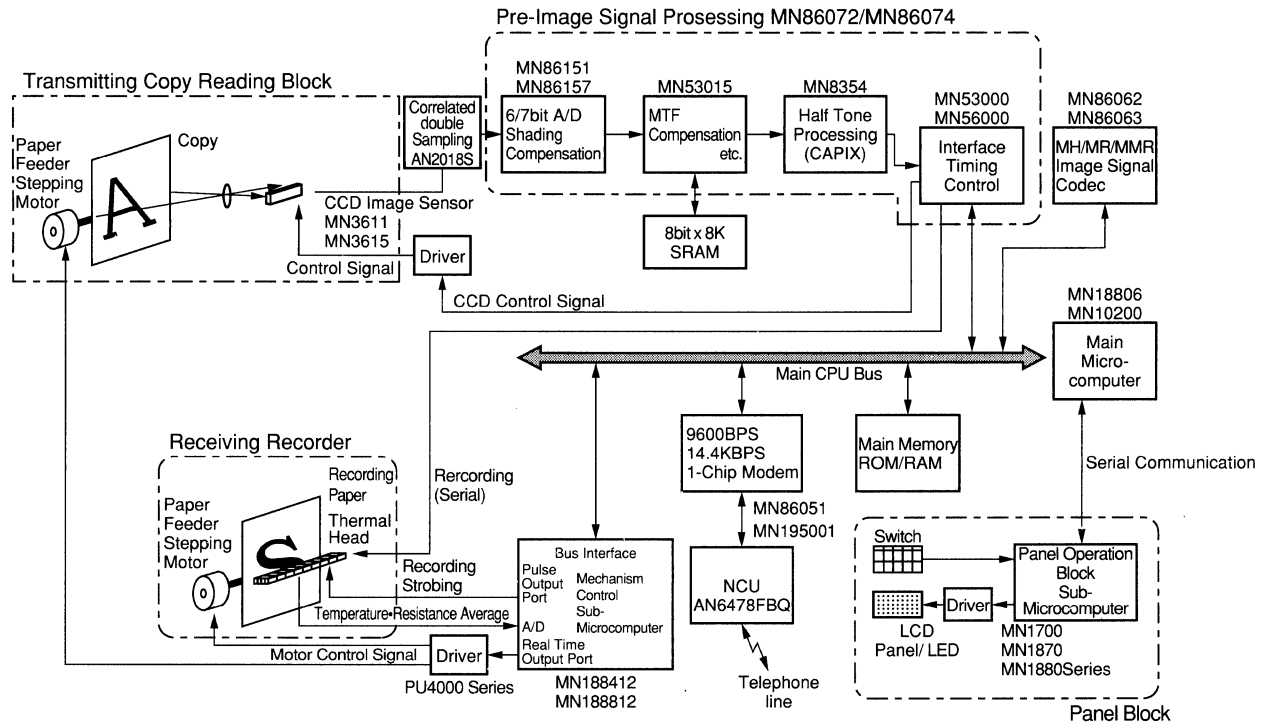 Pre-Image Signal Prosessing MN86072/MN86074
Transmitting Copy Reading Block
Paper
Feeder
Stepping
Motor
Copy
A
CCD Image Sensor
MN3611
MN3615
Control Signal
Correlated
double
Sampling
AN2018S
MN86151
MN86157
6/7bit A/D
Shading
Compensation
MN53015
MTF
Compensation
etc.
MN8354
Half Tone
Processing
(CAPIX)
MN53000
MN56000
Interface
Timing
Control
MN86062
MN86063
MH/MR/MMR
Image Signal
Codec
8bit x 8K
SRAM
Driver
CCD Control Signal
MN18806
MN10200
Main
Micro-
computer
Main CPU Bus
Serial Communication
9600BPS
14.4KBPS
1-Chip Modem
MN86051
MN195001
Main Memory
ROM/RAM
NCU
AN6478FBQ
Telephone
line
Receiving Recorder
Paper
Feeder
Stepping
Motor
Recording
Paper
Thermal
Head
S
Rercording
(Serial)
Recording
Strobing
Temperature•Resistance Average
Motor Control Signal
Driver
PU4000 Series
Bus Interface
Pulse
Output
Port
Mechanism
Control
Sub-
Microcomputer
A/D
Real Time
Output Port
MN188412
MN188812
Switch
Panel Operation
Block
Sub-
Microcomputer
Driver
LCD
Panel/ LED
MN1700
MN1870
MN1880Series
Panel Block